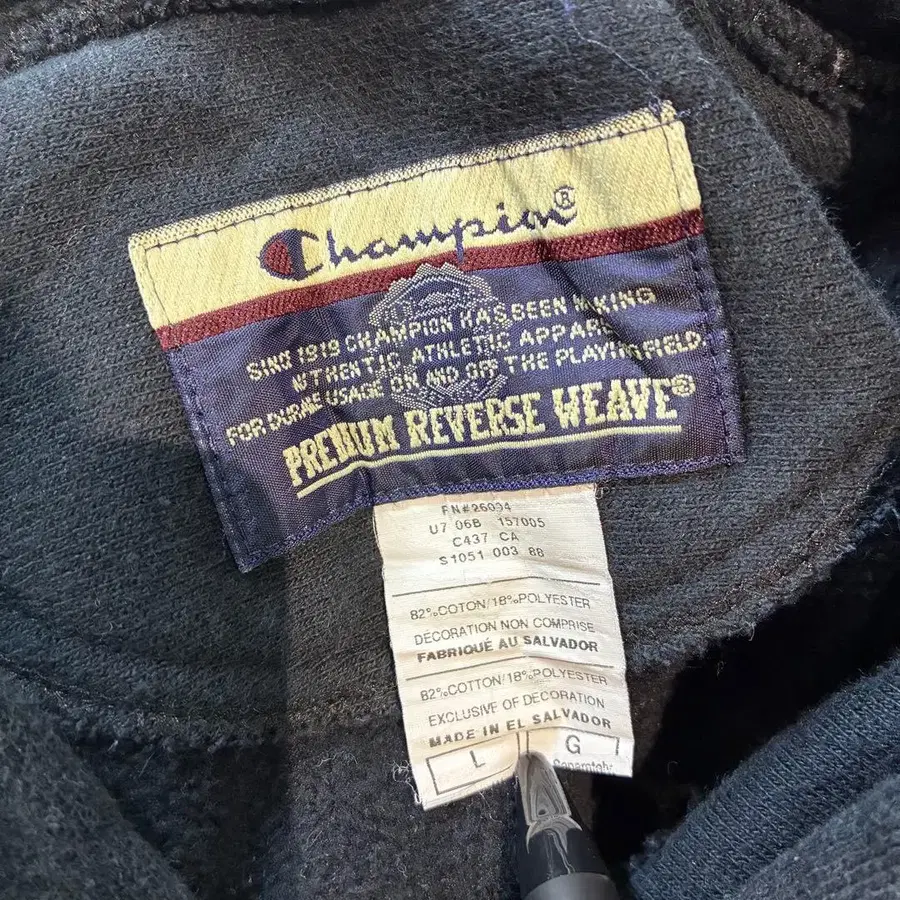 Champion®
SINCE 1919 CHAMPION HAS BEEN MAKING
AUTHENTIC ATHLETIC APPAREL
FOR DURABLE USAGE ON AND OFF THE PLAYING FIELD.
PREMIUM REVERSE WEAVE®
RN#26094
U7 06B 157005
C437 CA
S1051 003 88
82%COTON/18%POLYESTER
DÉCORATION NON COMPRISE
FABRIQUÉ AU SALVADOR
82%COTTON/18%POLYESTER
EXCLUSIVE OF DECORATION
MADE IN EL SALVADOR
L G